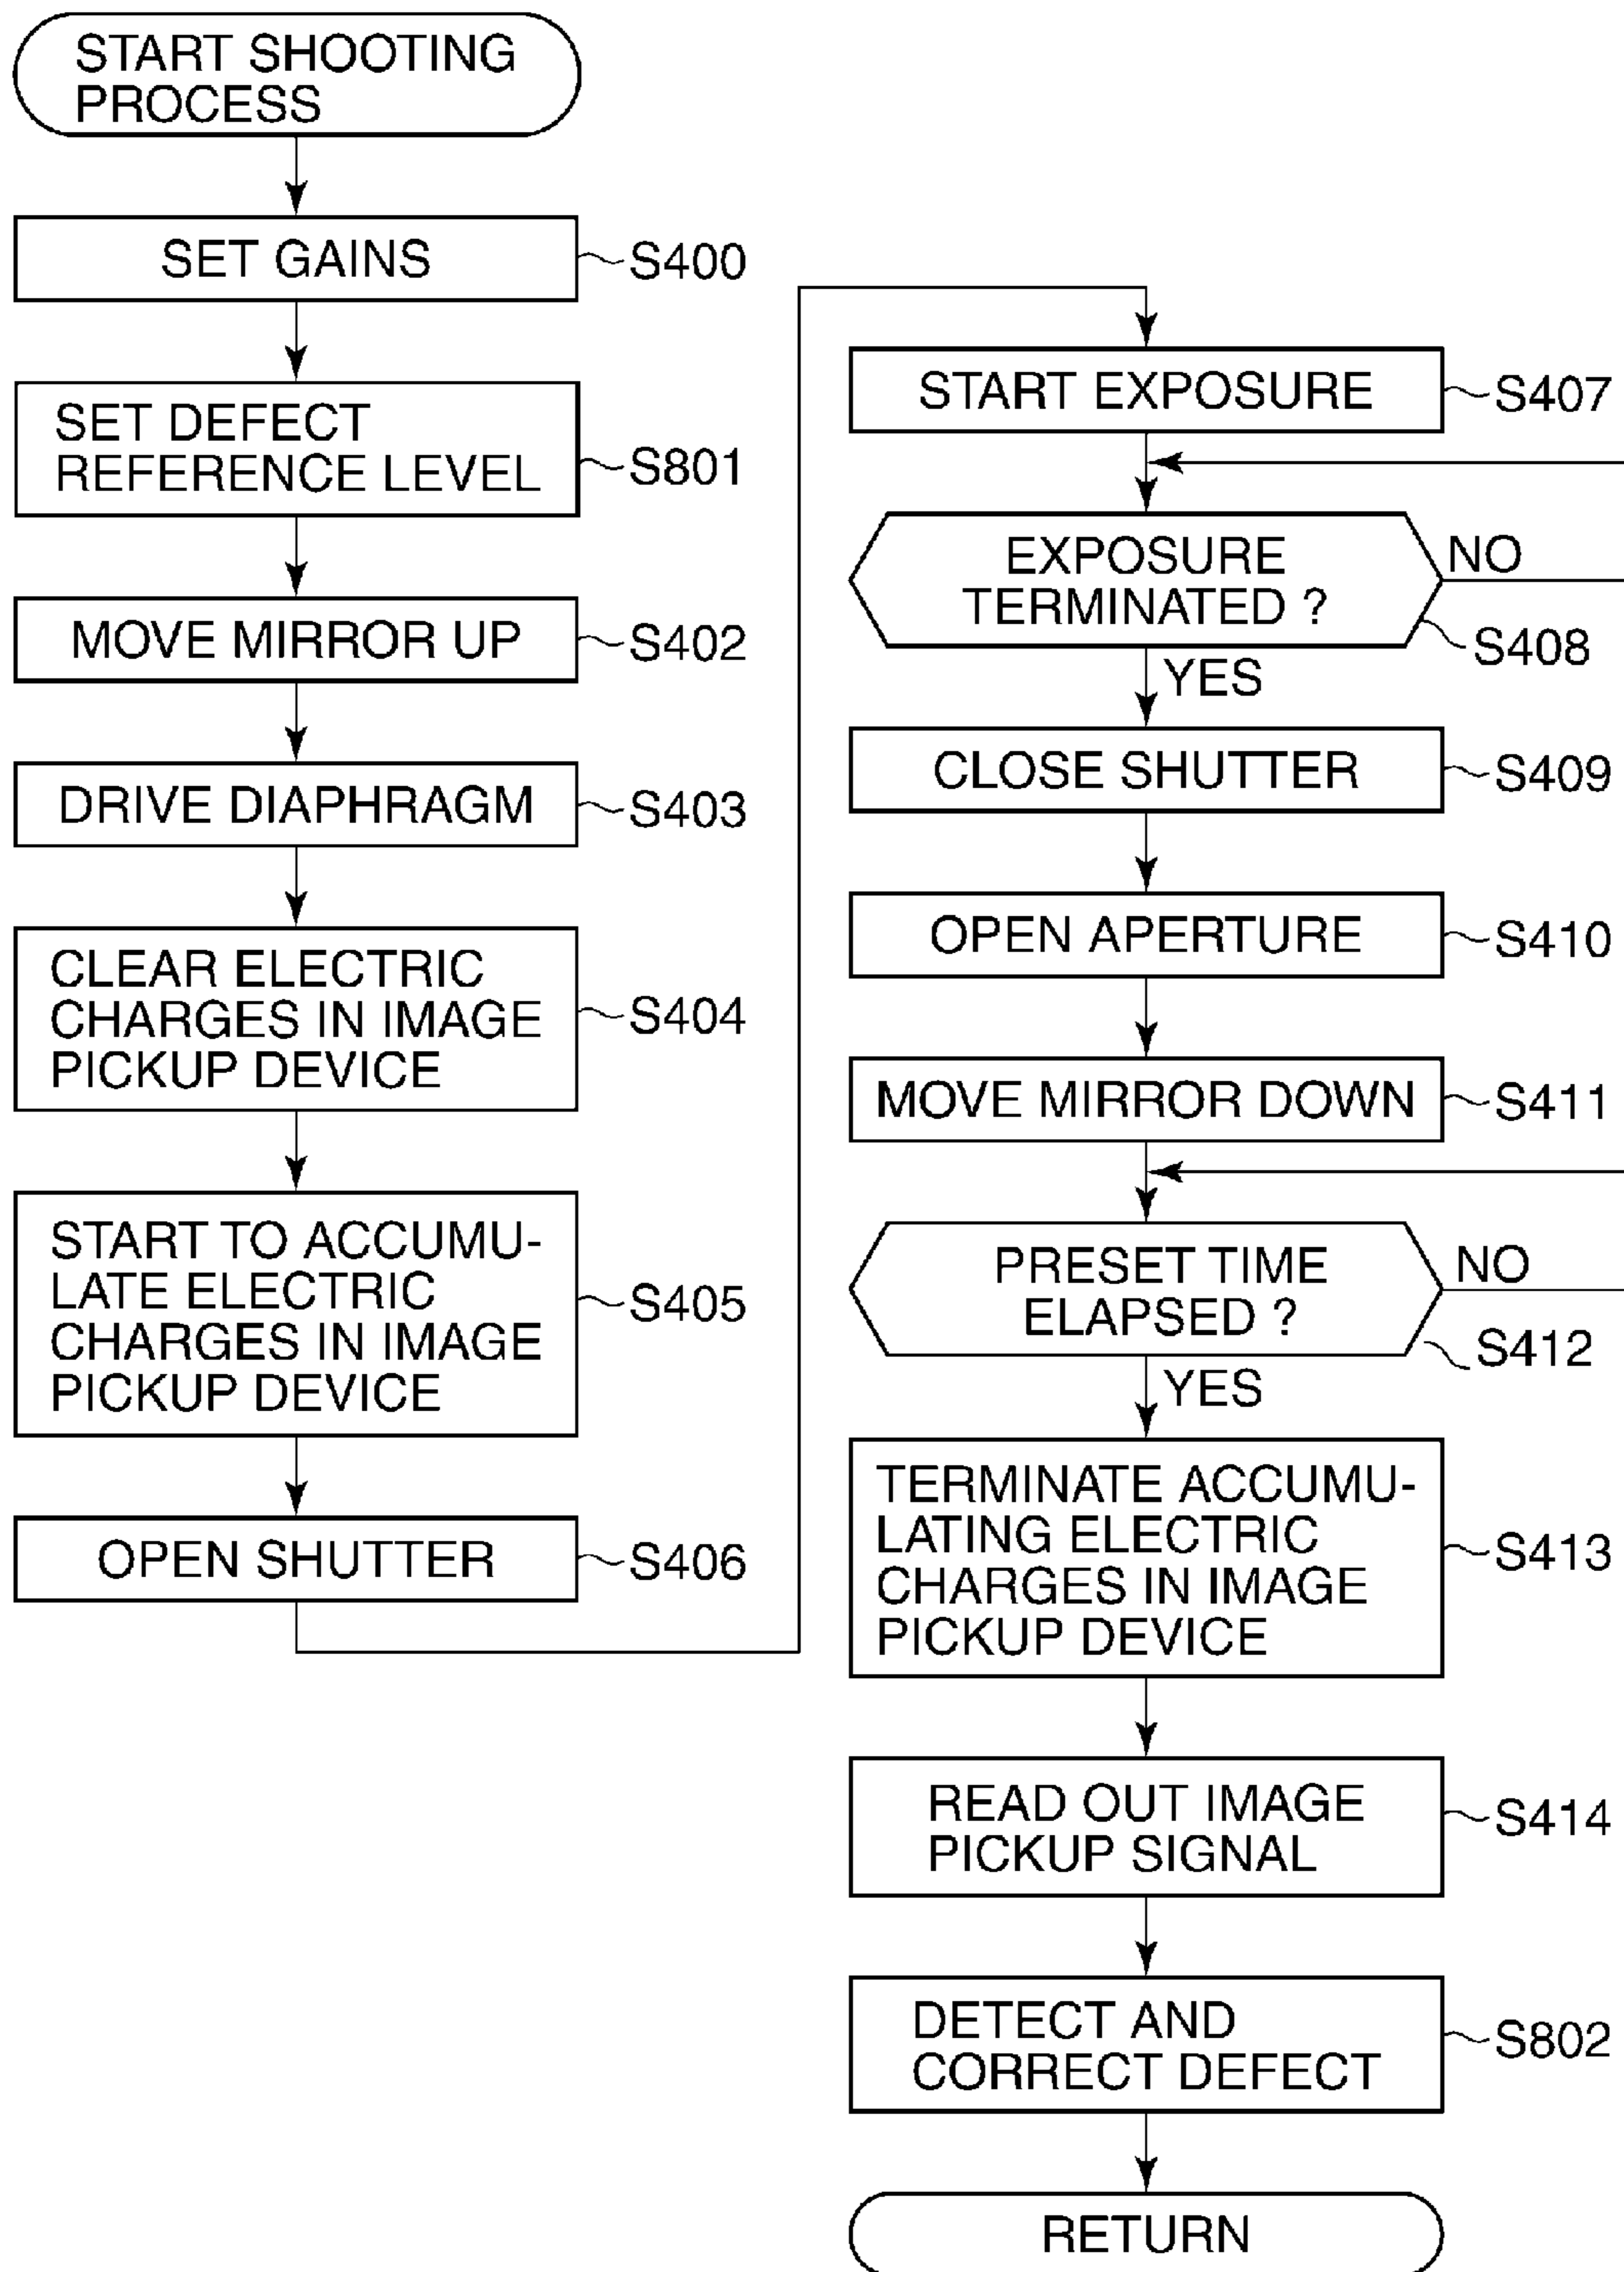 START SHOOTING
PROCESS
SET GAINS
S400
SET DEFECT
REFERENCE LEVEL
S801
MOVE MIRROR UP
S402
DRIVE DIAPHRAGM
S403
CLEAR ELECTRIC
CHARGES IN IMAGE
PICKUP DEVICE
S404
START TO ACCUMU-
LATE ELECTRIC
CHARGES IN IMAGE
PICKUP DEVICE
S405
OPEN SHUTTER
S406
START EXPOSURE
S407
EXPOSURE
TERMINATED ?
NO
S408
YES
CLOSE SHUTTER
S409
OPEN APERTURE
S410
MOVE MIRROR DOWN
S411
PRESET TIME
ELAPSED ?
NO
S412
YES
TERMINATE ACCUMU-
LATING ELECTRIC
CHARGES IN IMAGE
PICKUP DEVICE
S413
READ OUT IMAGE
PICKUP SIGNAL
S414
DETECT AND
CORRECT DEFECT
S802
RETURN